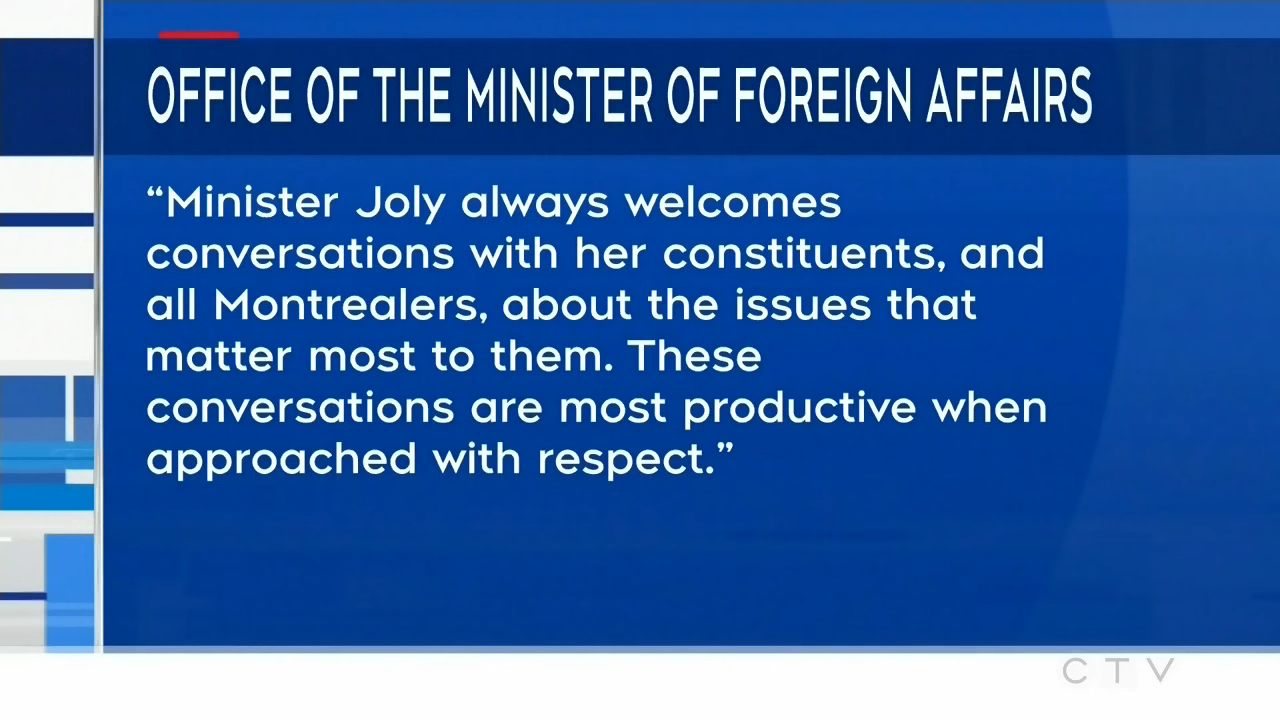 OFFICE OF THE MINISTER OF FOREIGN AFFAIRS
“Minister Joly always welcomes
conversations with her constituents, and
all Montrealers, about the issues that
matter most to them. These
conversations are most productive when
approached with respect.”
CTV